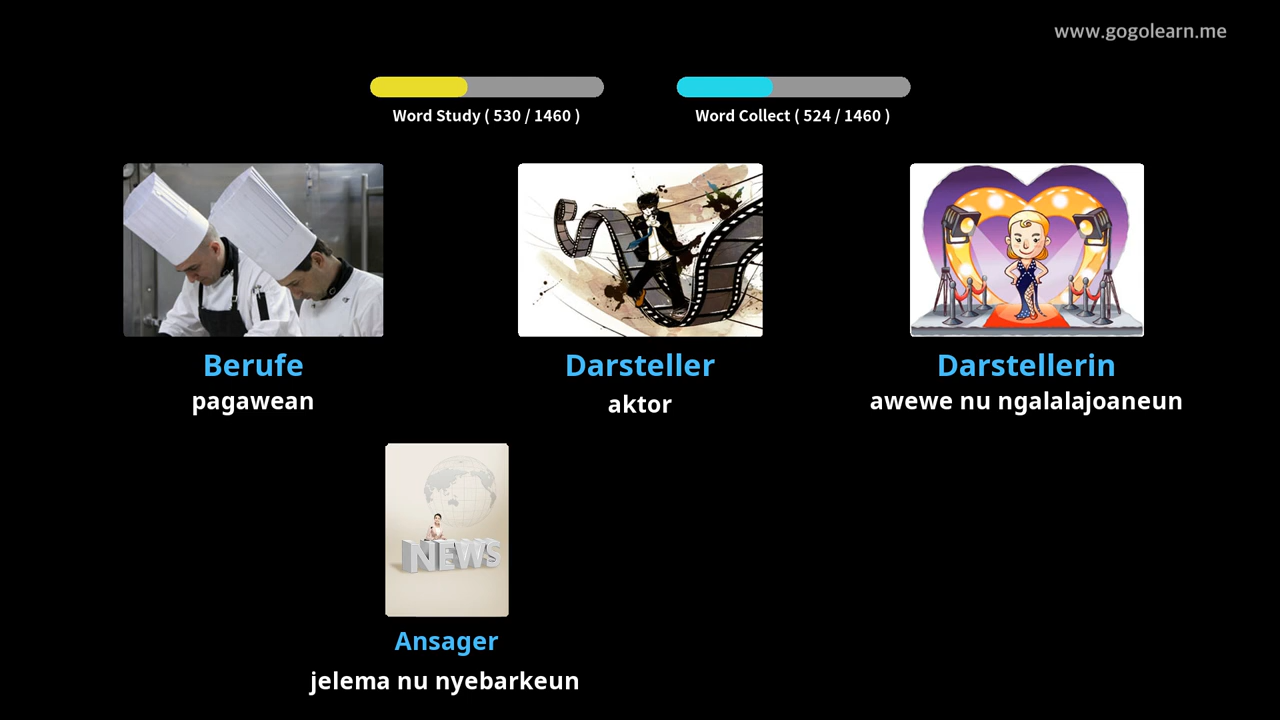 www.gogolearn.me
Word Study ( 530 / 1460 )
Word Collect ( 524 / 1460 )
Berufe
pagawean
Darsteller
aktor
Darstellerin
awewe nu ngalalajoaneun
NEWS
Ansager
jelema nu nyebarkeun